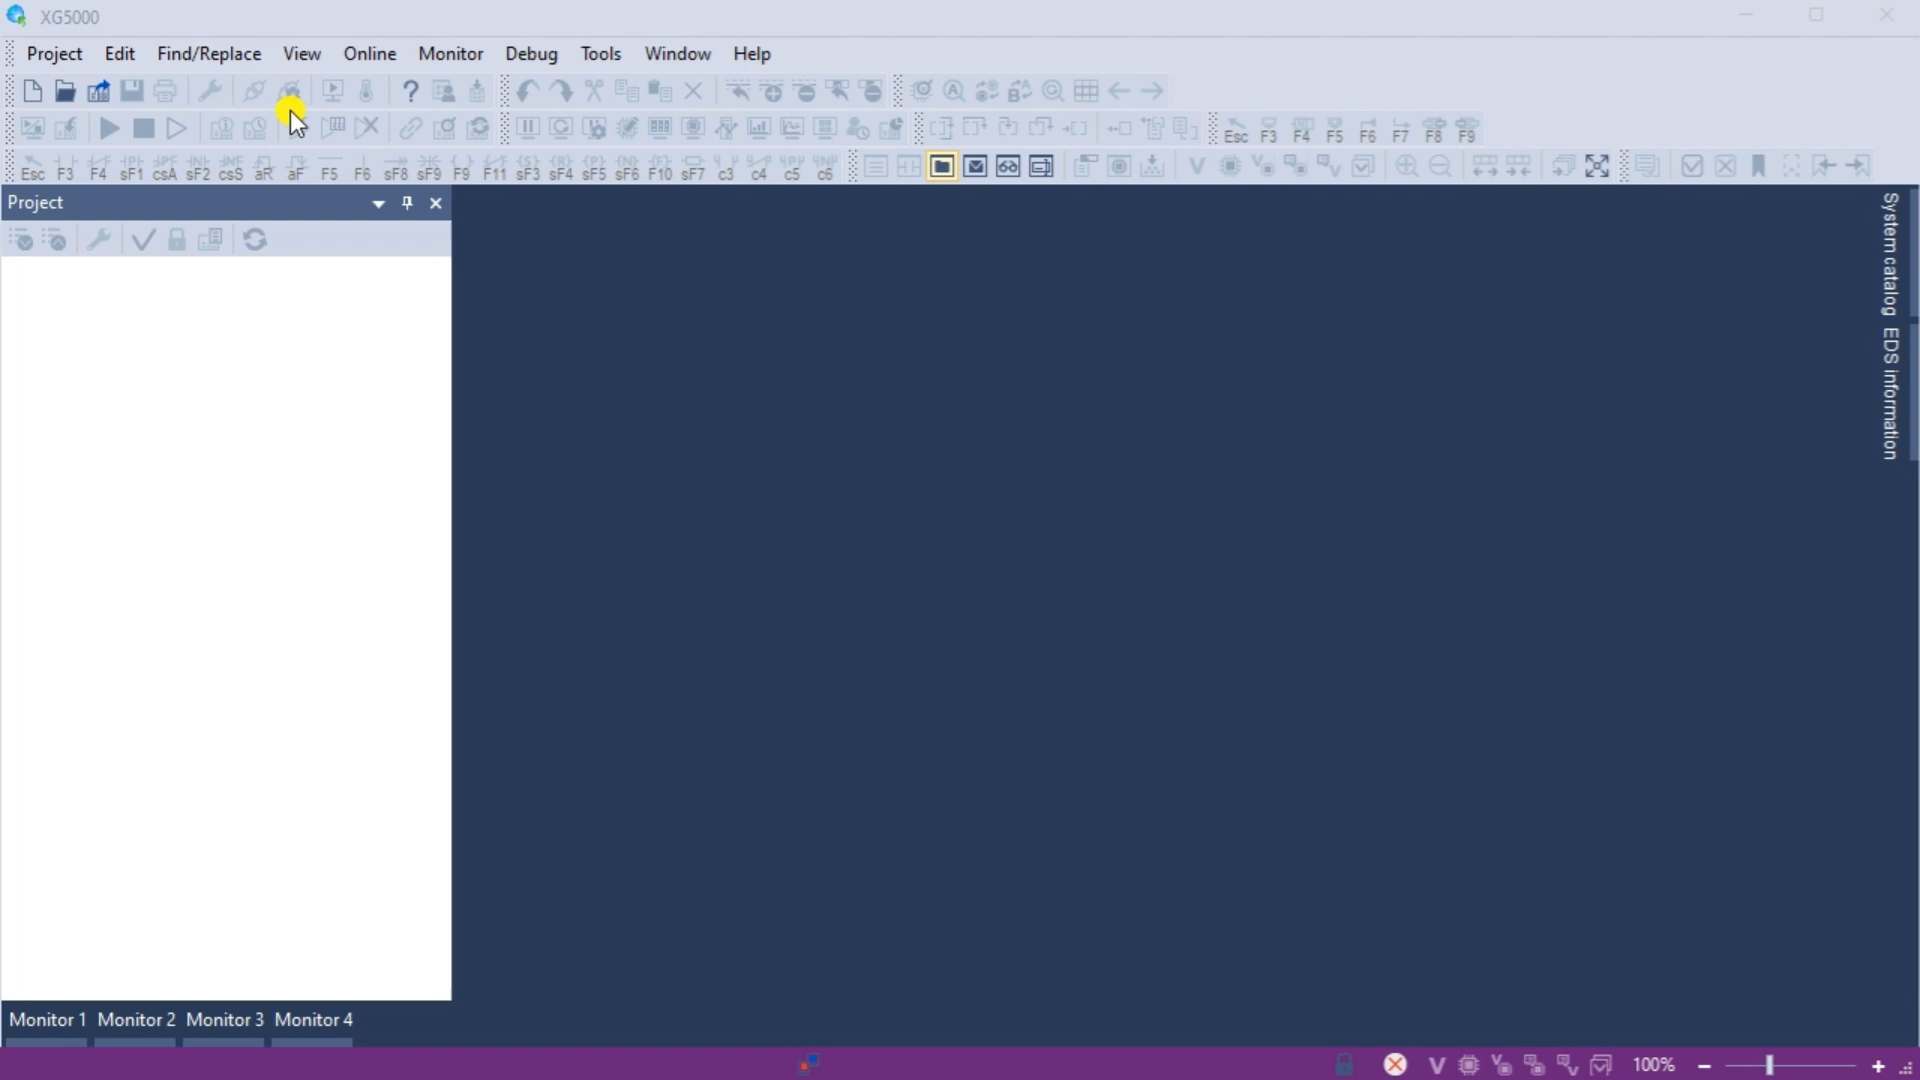 XG5000
Project Edit Find/Replace View Online Monitor Debug Tools Window Help
Esc F3 F4 F5 F6 F7 F8 F9
Esc F3 F4 sF1 csA sF2 csS aR aF F5 F6 sF8 sF9 F9 F11 sF3 sF4 sF5 sF6 F10 sF7 c3 c4 c5 c6
Project
System catalog
EDS information
Monitor 1 Monitor 2 Monitor 3 Monitor 4
100%